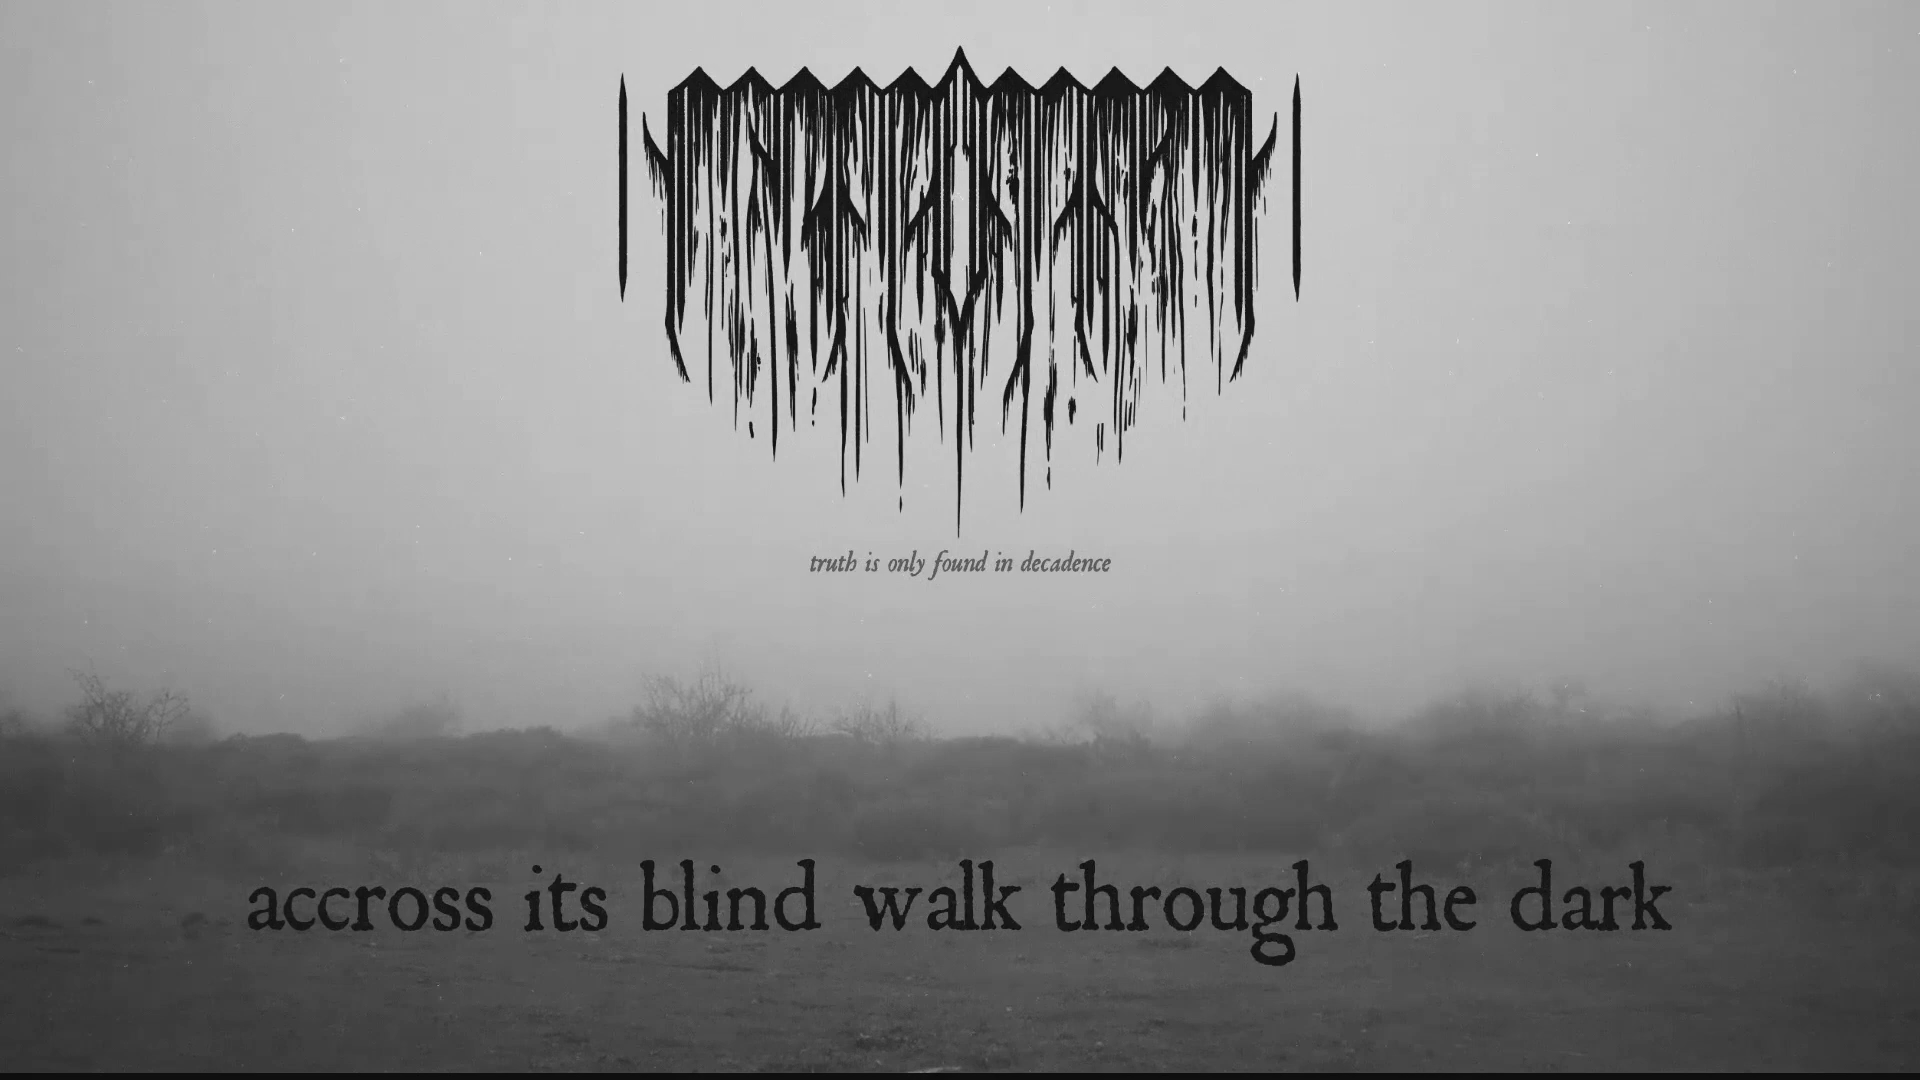 truth is only found in decadence
accross its blind walk through the dark